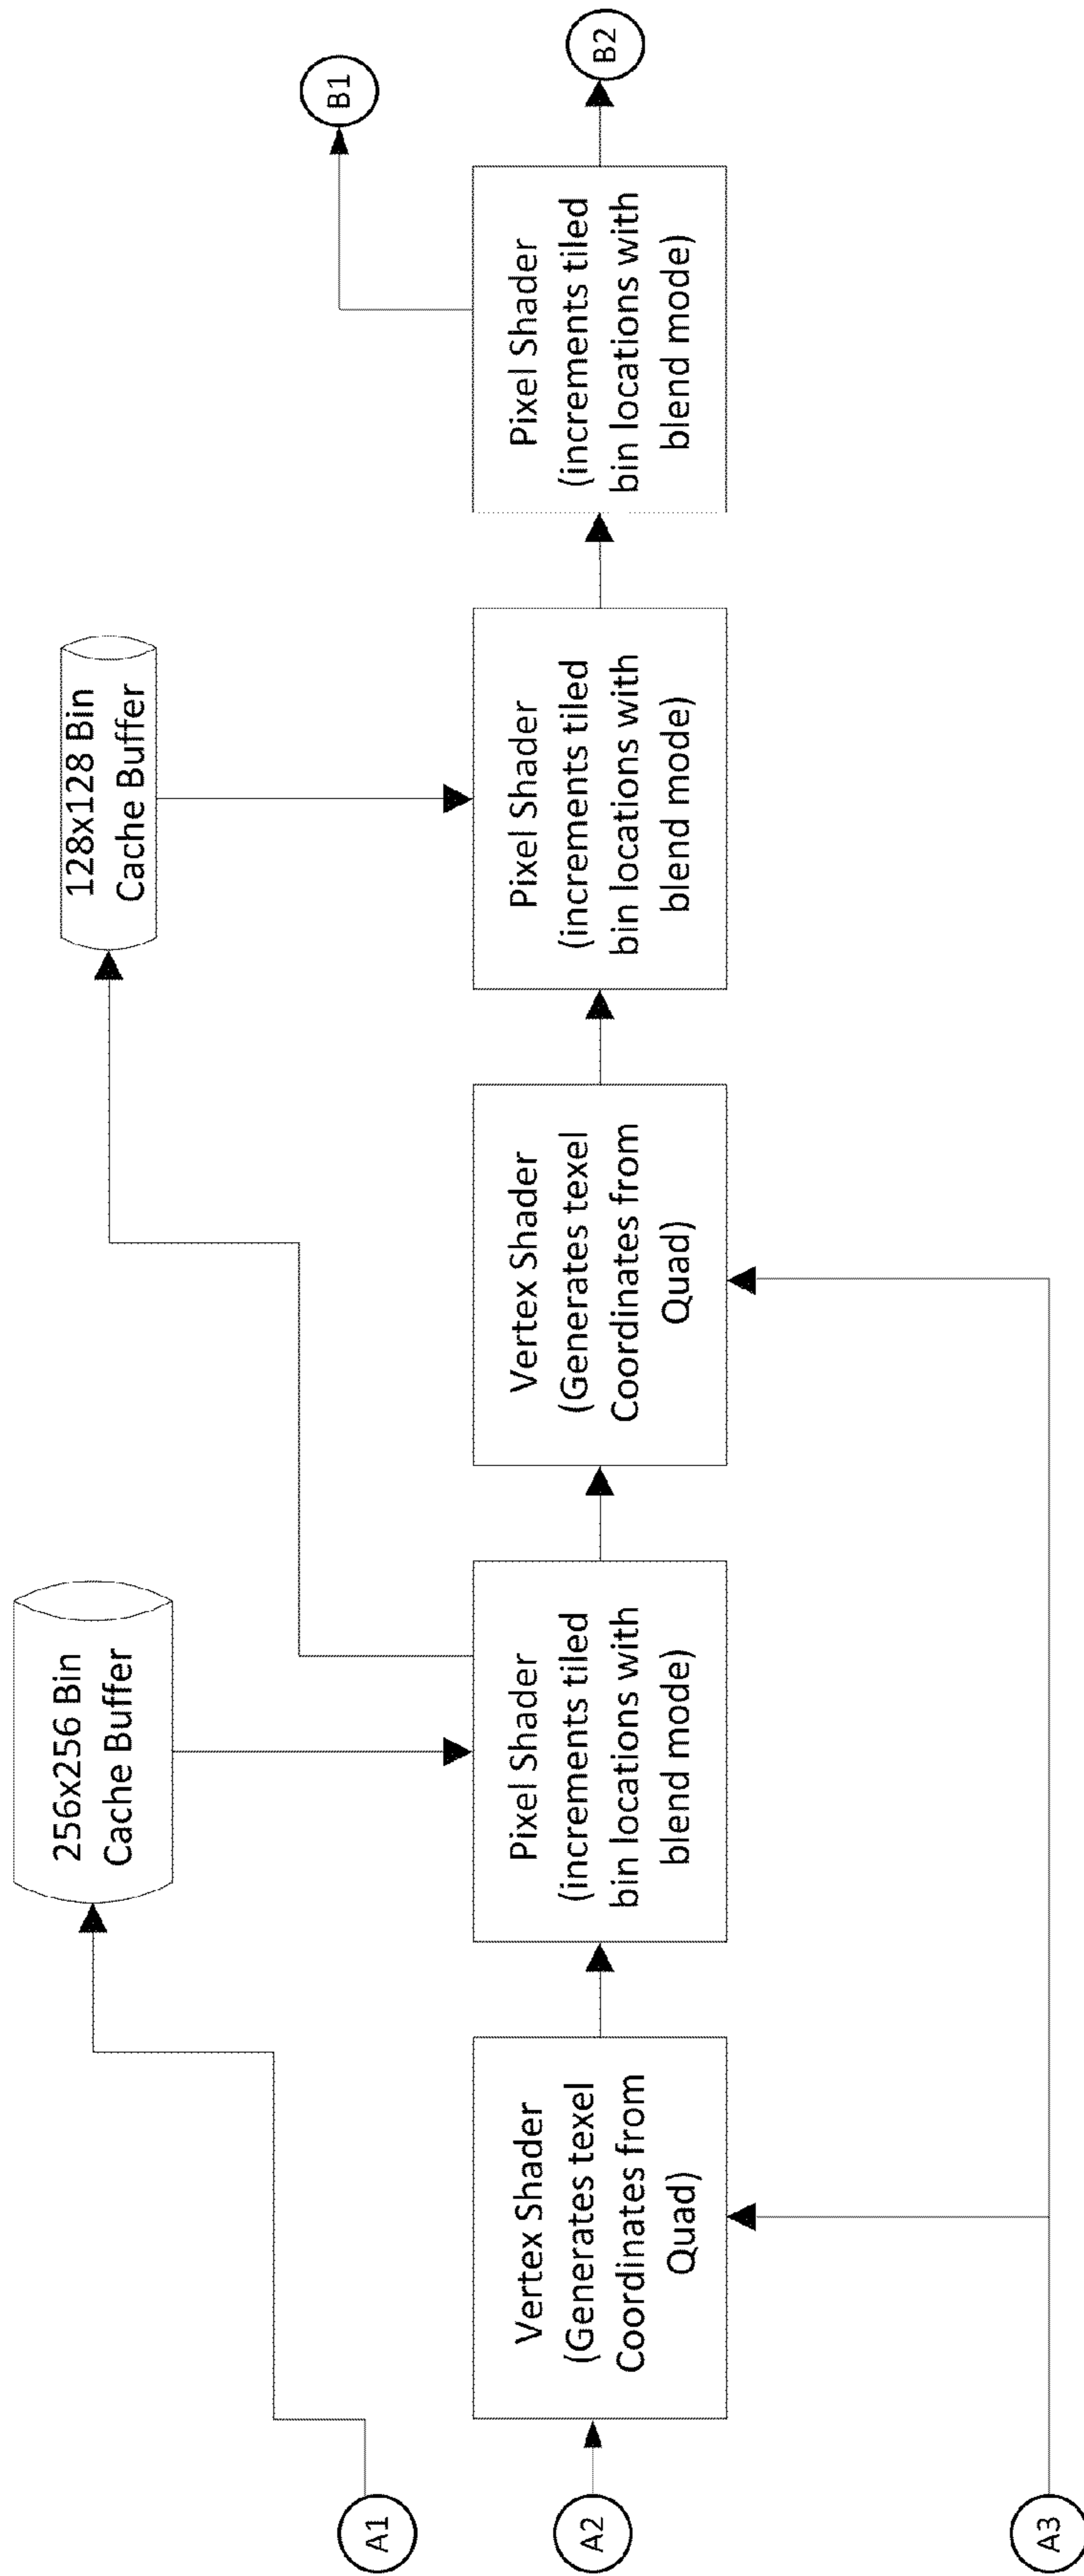 256x256 Bin
Cache Buffer
128x128 Bin
Cache Buffer
A1
B1
A2
Vertex Shader
(Generates texel
Coordinates from
Quad)
Pixel Shader
(increments tiled
bin locations with
blend mode)
Vertex Shader
(Generates texel
Coordinates from
Quad)
Pixel Shader
(increments tiled
bin locations with
blend mode)
Pixel Shader
(increments tiled
bin locations with
blend mode)
B2
A3